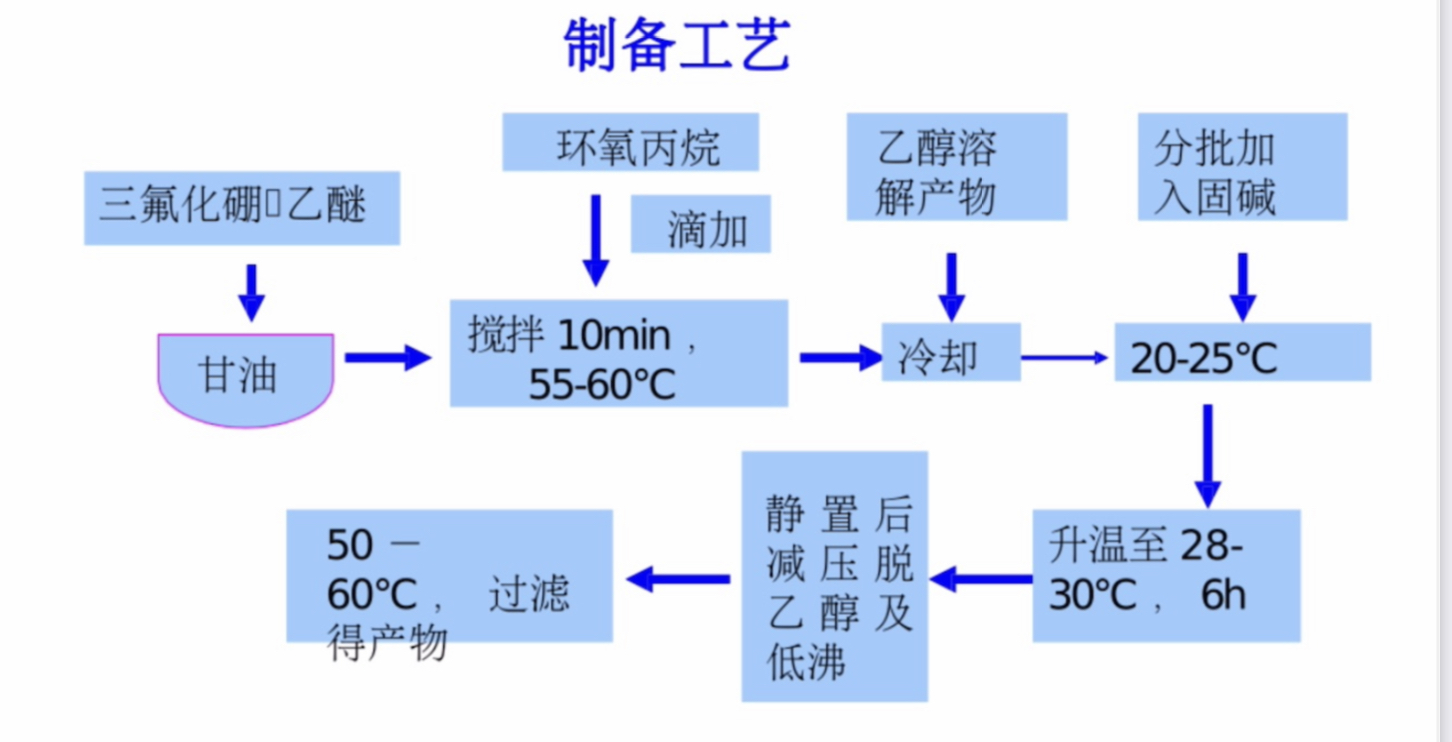 制备工艺
三氟化硼▯乙醚
甘油
环氧丙烷
滴加
搅拌 10min，
55-60℃
乙醇溶
解产物
冷却
分批加
入固碱
20-25℃
升温至 28-
30℃， 6h
静置后
减压脱
乙醇及
低沸
50 －
60℃， 过滤
得产物